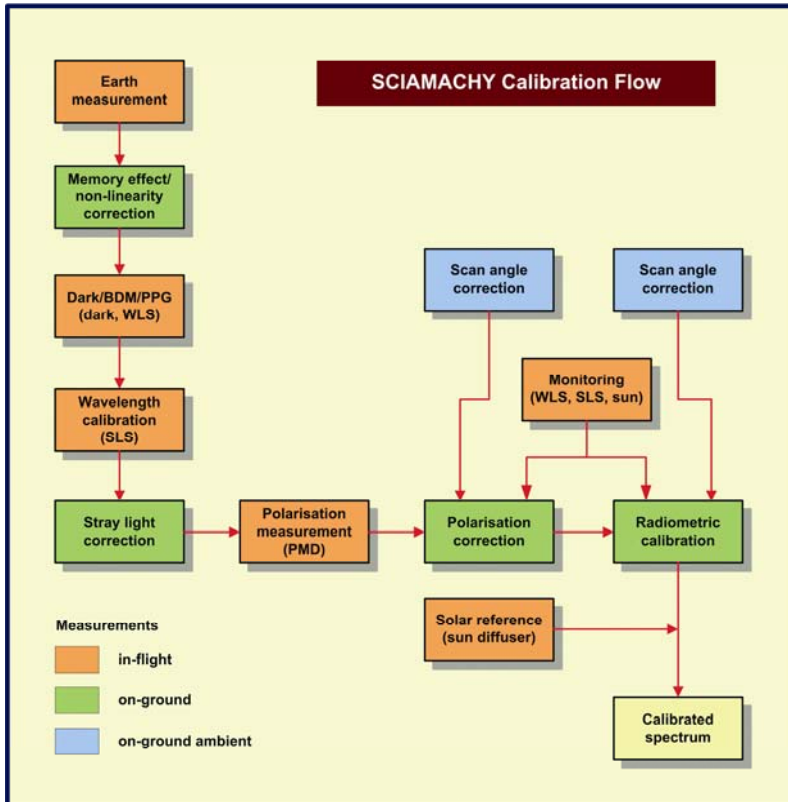 SCIAMACHY Calibration Flow
Earth
measurement
Memory effect/
non-linearity
correction
Dark/BDM/PPG
(dark, WLS)
Wavelength
calibration
(SLS)
Stray light
correction
Polarisation
measurement
(PMD)
Scan angle
correction
Scan angle
correction
Monitoring
(WLS, SLS, sun)
Polarisation
correction
Radiometric
calibration
Solar reference
(sun diffuser)
Calibrated
spectrum
Measurements
in-flight
on-ground
on-ground ambient